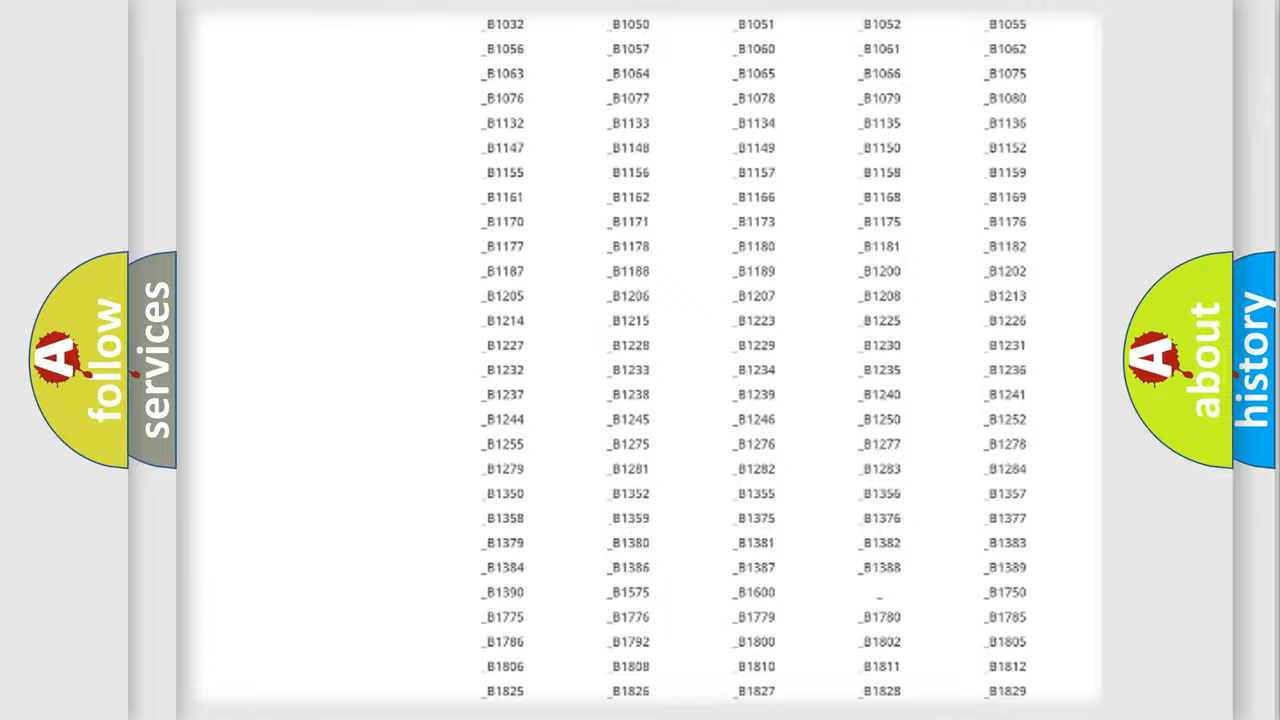 _B1032 _B1050 _B1051 _B1052 _B1055
_B1056 _B1057 _B1060 _B1061 _B1062
_B1063 _B1064 _B1065 _B1066 _B1075
_B1076 _B1077 _B1078 _B1079 _B1080
_B1132 _B1133 _B1134 _B1135 _B1136
_B1147 _B1148 _B1149 _B1150 _B1152
_B1155 _B1156 _B1157 _B1158 _B1159
_B1161 _B1162 _B1166 _B1168 _B1169
_B1170 _B1171 _B1173 _B1175 _B1176
_B1177 _B1178 _B1180 _B1181 _B1182
_B1187 _B1188 _B1189 _B1200 _B1202
_B1205 _B1206 _B1207 _B1208 _B1213
_B1214 _B1215 _B1223 _B1225 _B1226
_B1227 _B1228 _B1229 _B1230 _B1231
_B1232 _B1233 _B1234 _B1235 _B1236
_B1237 _B1238 _B1239 _B1240 _B1241
_B1244 _B1245 _B1246 _B1250 _B1252
_B1255 _B1275 _B1276 _B1277 _B1278
_B1279 _B1281 _B1282 _B1283 _B1284
_B1350 _B1352 _B1355 _B1356 _B1357
_B1358 _B1359 _B1375 _B1376 _B1377
_B1379 _B1380 _B1381 _B1382 _B1383
_B1384 _B1386 _B1387 _B1388 _B1389
_B1390 _B1575 _B1600 _ _B1750
_B1775 _B1776 _B1779 _B1780 _B1785
_B1786 _B1792 _B1800 _B1802 _B1805
_B1806 _B1808 _B1810 _B1811 _B1812
_B1825 _B1826 _B1827 _B1828 _B1829
A follow
services
A about
history